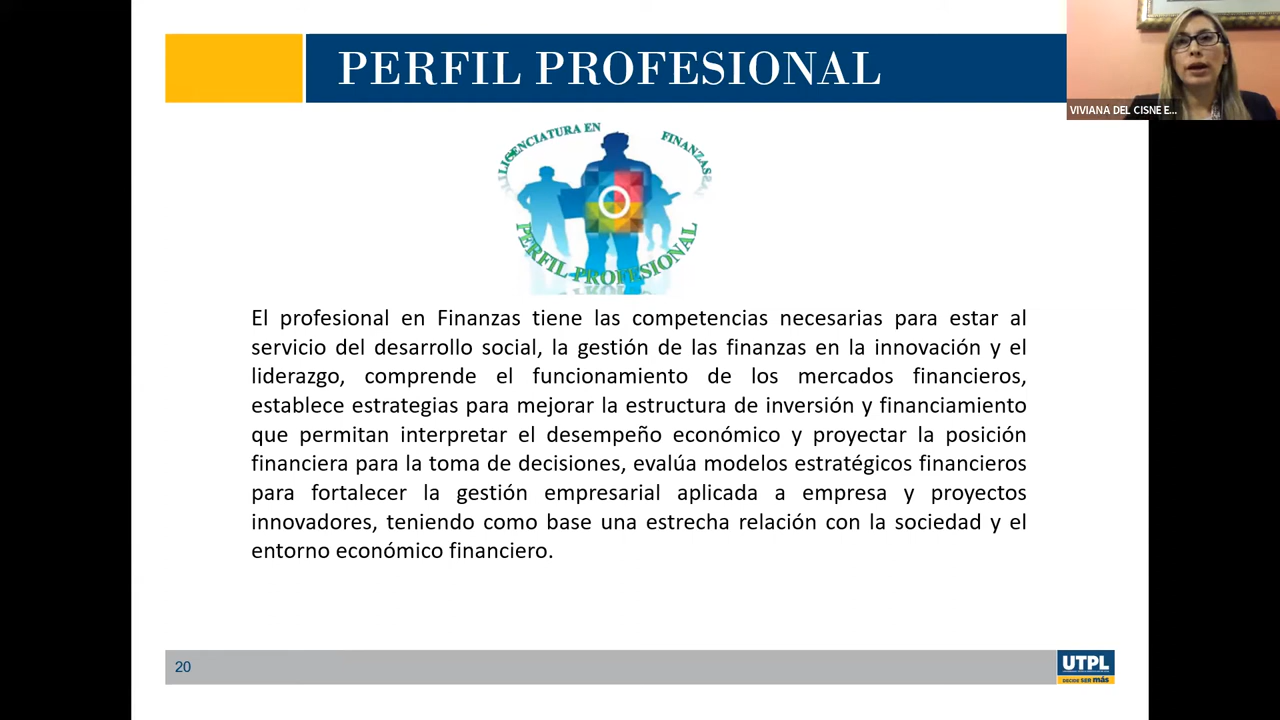 PERFIL PROFESIONAL
VIVIANA DEL CISNE E...
LICENCIATURA EN FINANZAS
PERFIL PROFESIONAL
El profesional en Finanzas tiene las competencias necesarias para estar al
servicio del desarrollo social, la gestión de las finanzas en la innovación y el
liderazgo, comprende el funcionamiento de los mercados financieros,
establece estrategias para mejorar la estructura de inversión y financiamiento
que permitan interpretar el desempeño económico y proyectar la posición
financiera para la toma de decisiones, evalúa modelos estratégicos financieros
para fortalecer la gestión empresarial aplicada a empresa y proyectos
innovadores, teniendo como base una estrecha relación con la sociedad y el
entorno económico financiero.
20
UTPL
DECIDE SER más